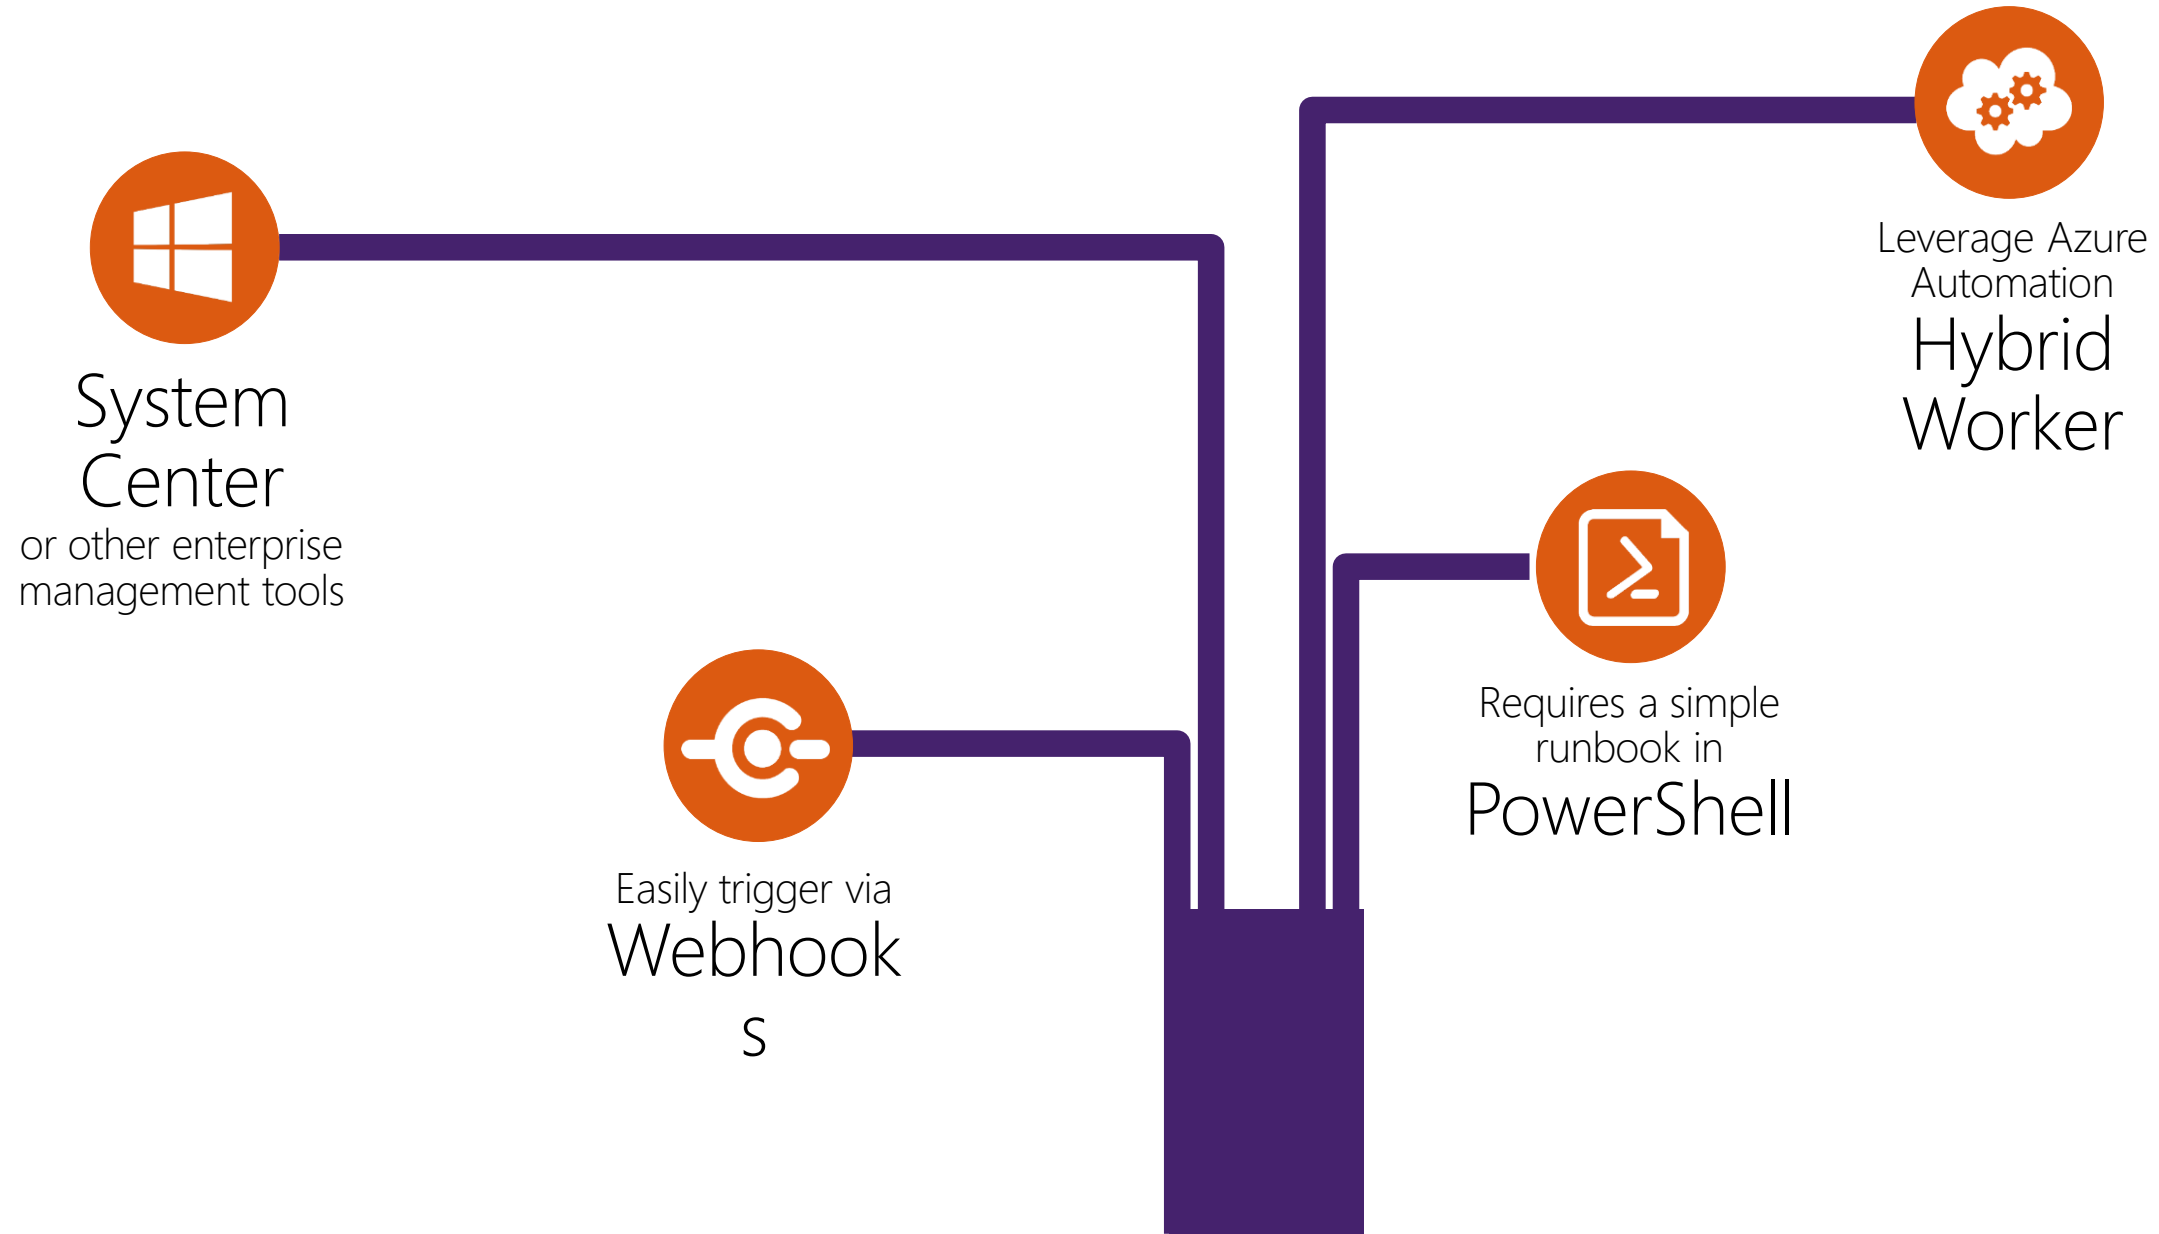 System
Center
or other enterprise
management tools
Easily trigger via
Webhook
s
Leverage Azure
Automation
Hybrid
Worker
Requires a simple
runbook in
PowerShell